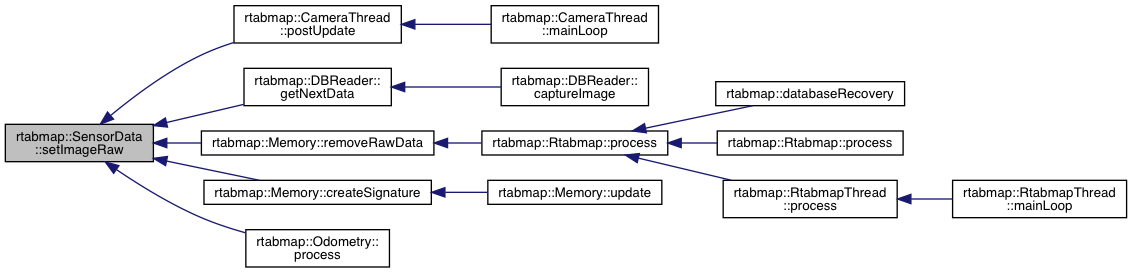 rtabmap::SensorData
::setImageRaw
rtabmap::CameraThread
::postUpdate
rtabmap::CameraThread
::mainLoop
rtabmap::DBReader::
getNextData
rtabmap::DBReader::
captureImage
rtabmap::Memory::removeRawData
rtabmap::Rtabmap::process
rtabmap::databaseRecovery
rtabmap::Rtabmap::process
rtabmap::RtabmapThread
::process
rtabmap::RtabmapThread
::mainLoop
rtabmap::Memory::createSignature
rtabmap::Memory::update
rtabmap::Odometry::
process